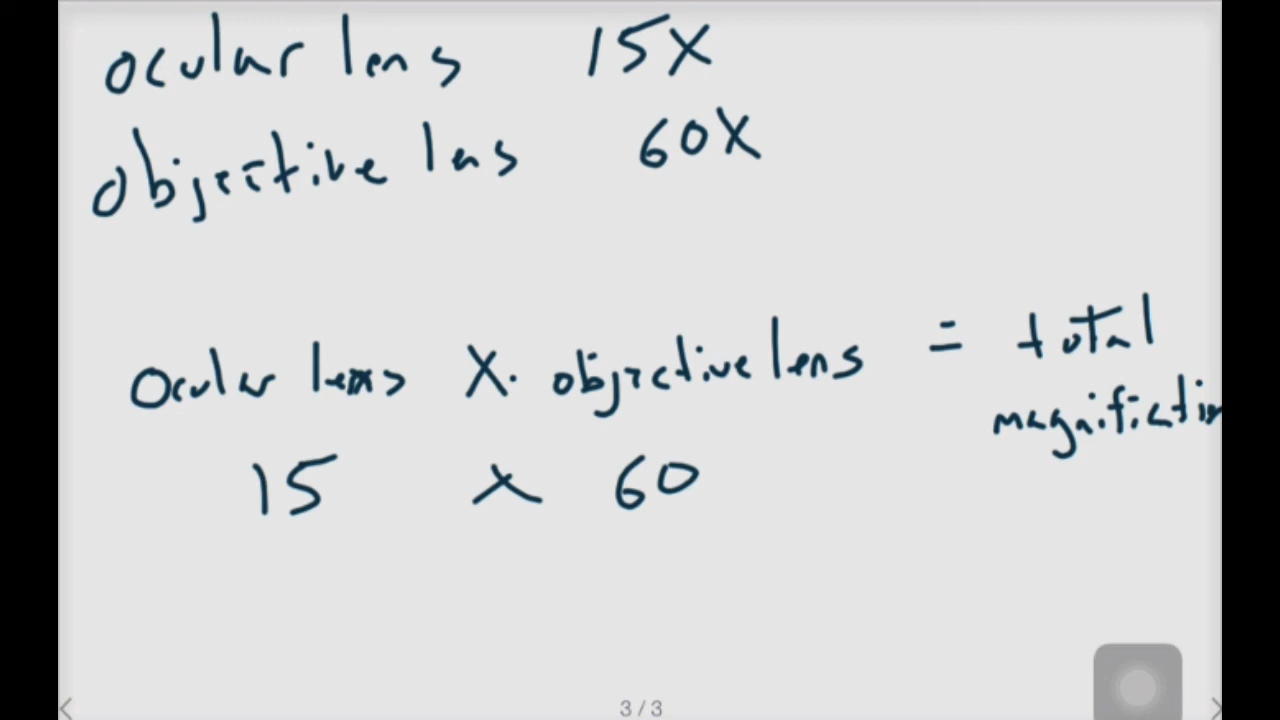 ocular lens 15X
objective lens 60X
Ocular lens X objective lens = total
magnification
15 x 60
3 / 3